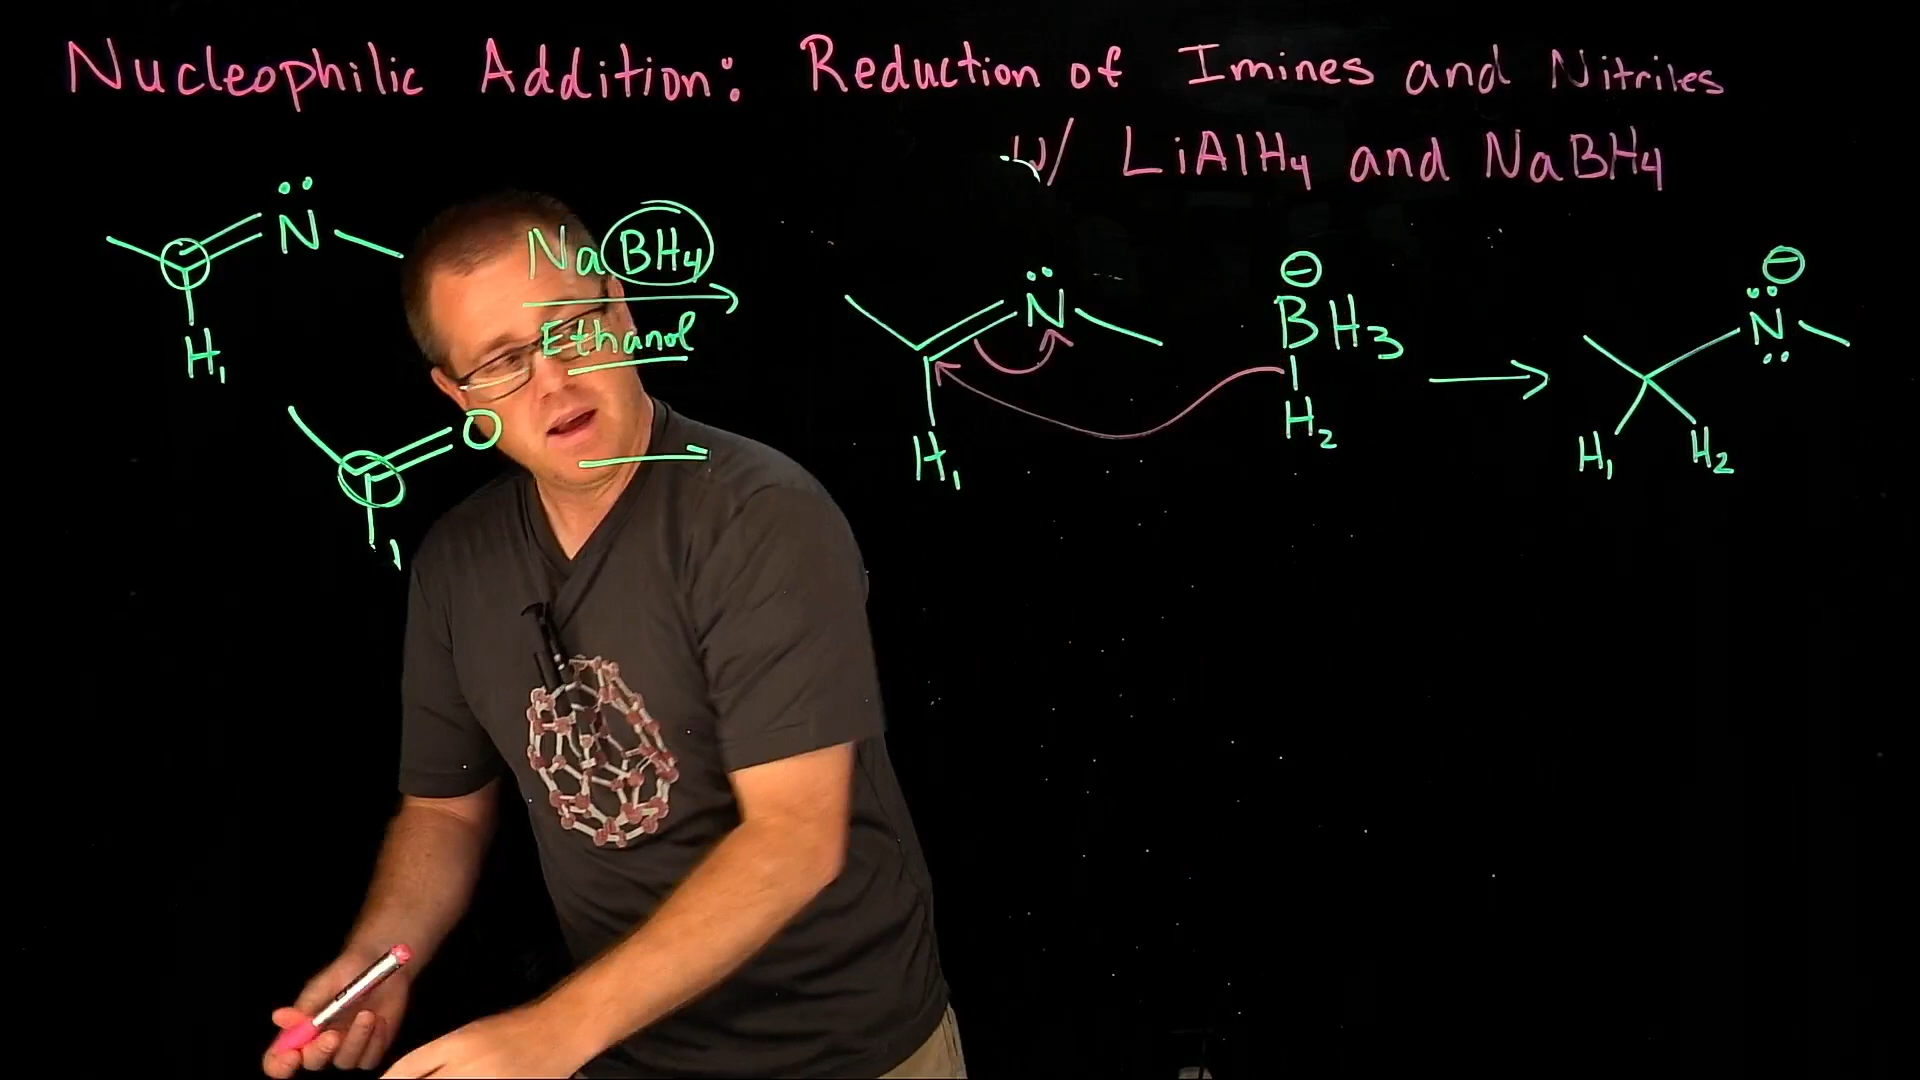 Nucleophilic Addition: Reduction of Imines and Nitriles
w/ LiAlH4 and NaBH4
N
H1
NaBH4
Ethanol
O
N
H1
⊖
BH3
H2
⊖
N
H1 H2